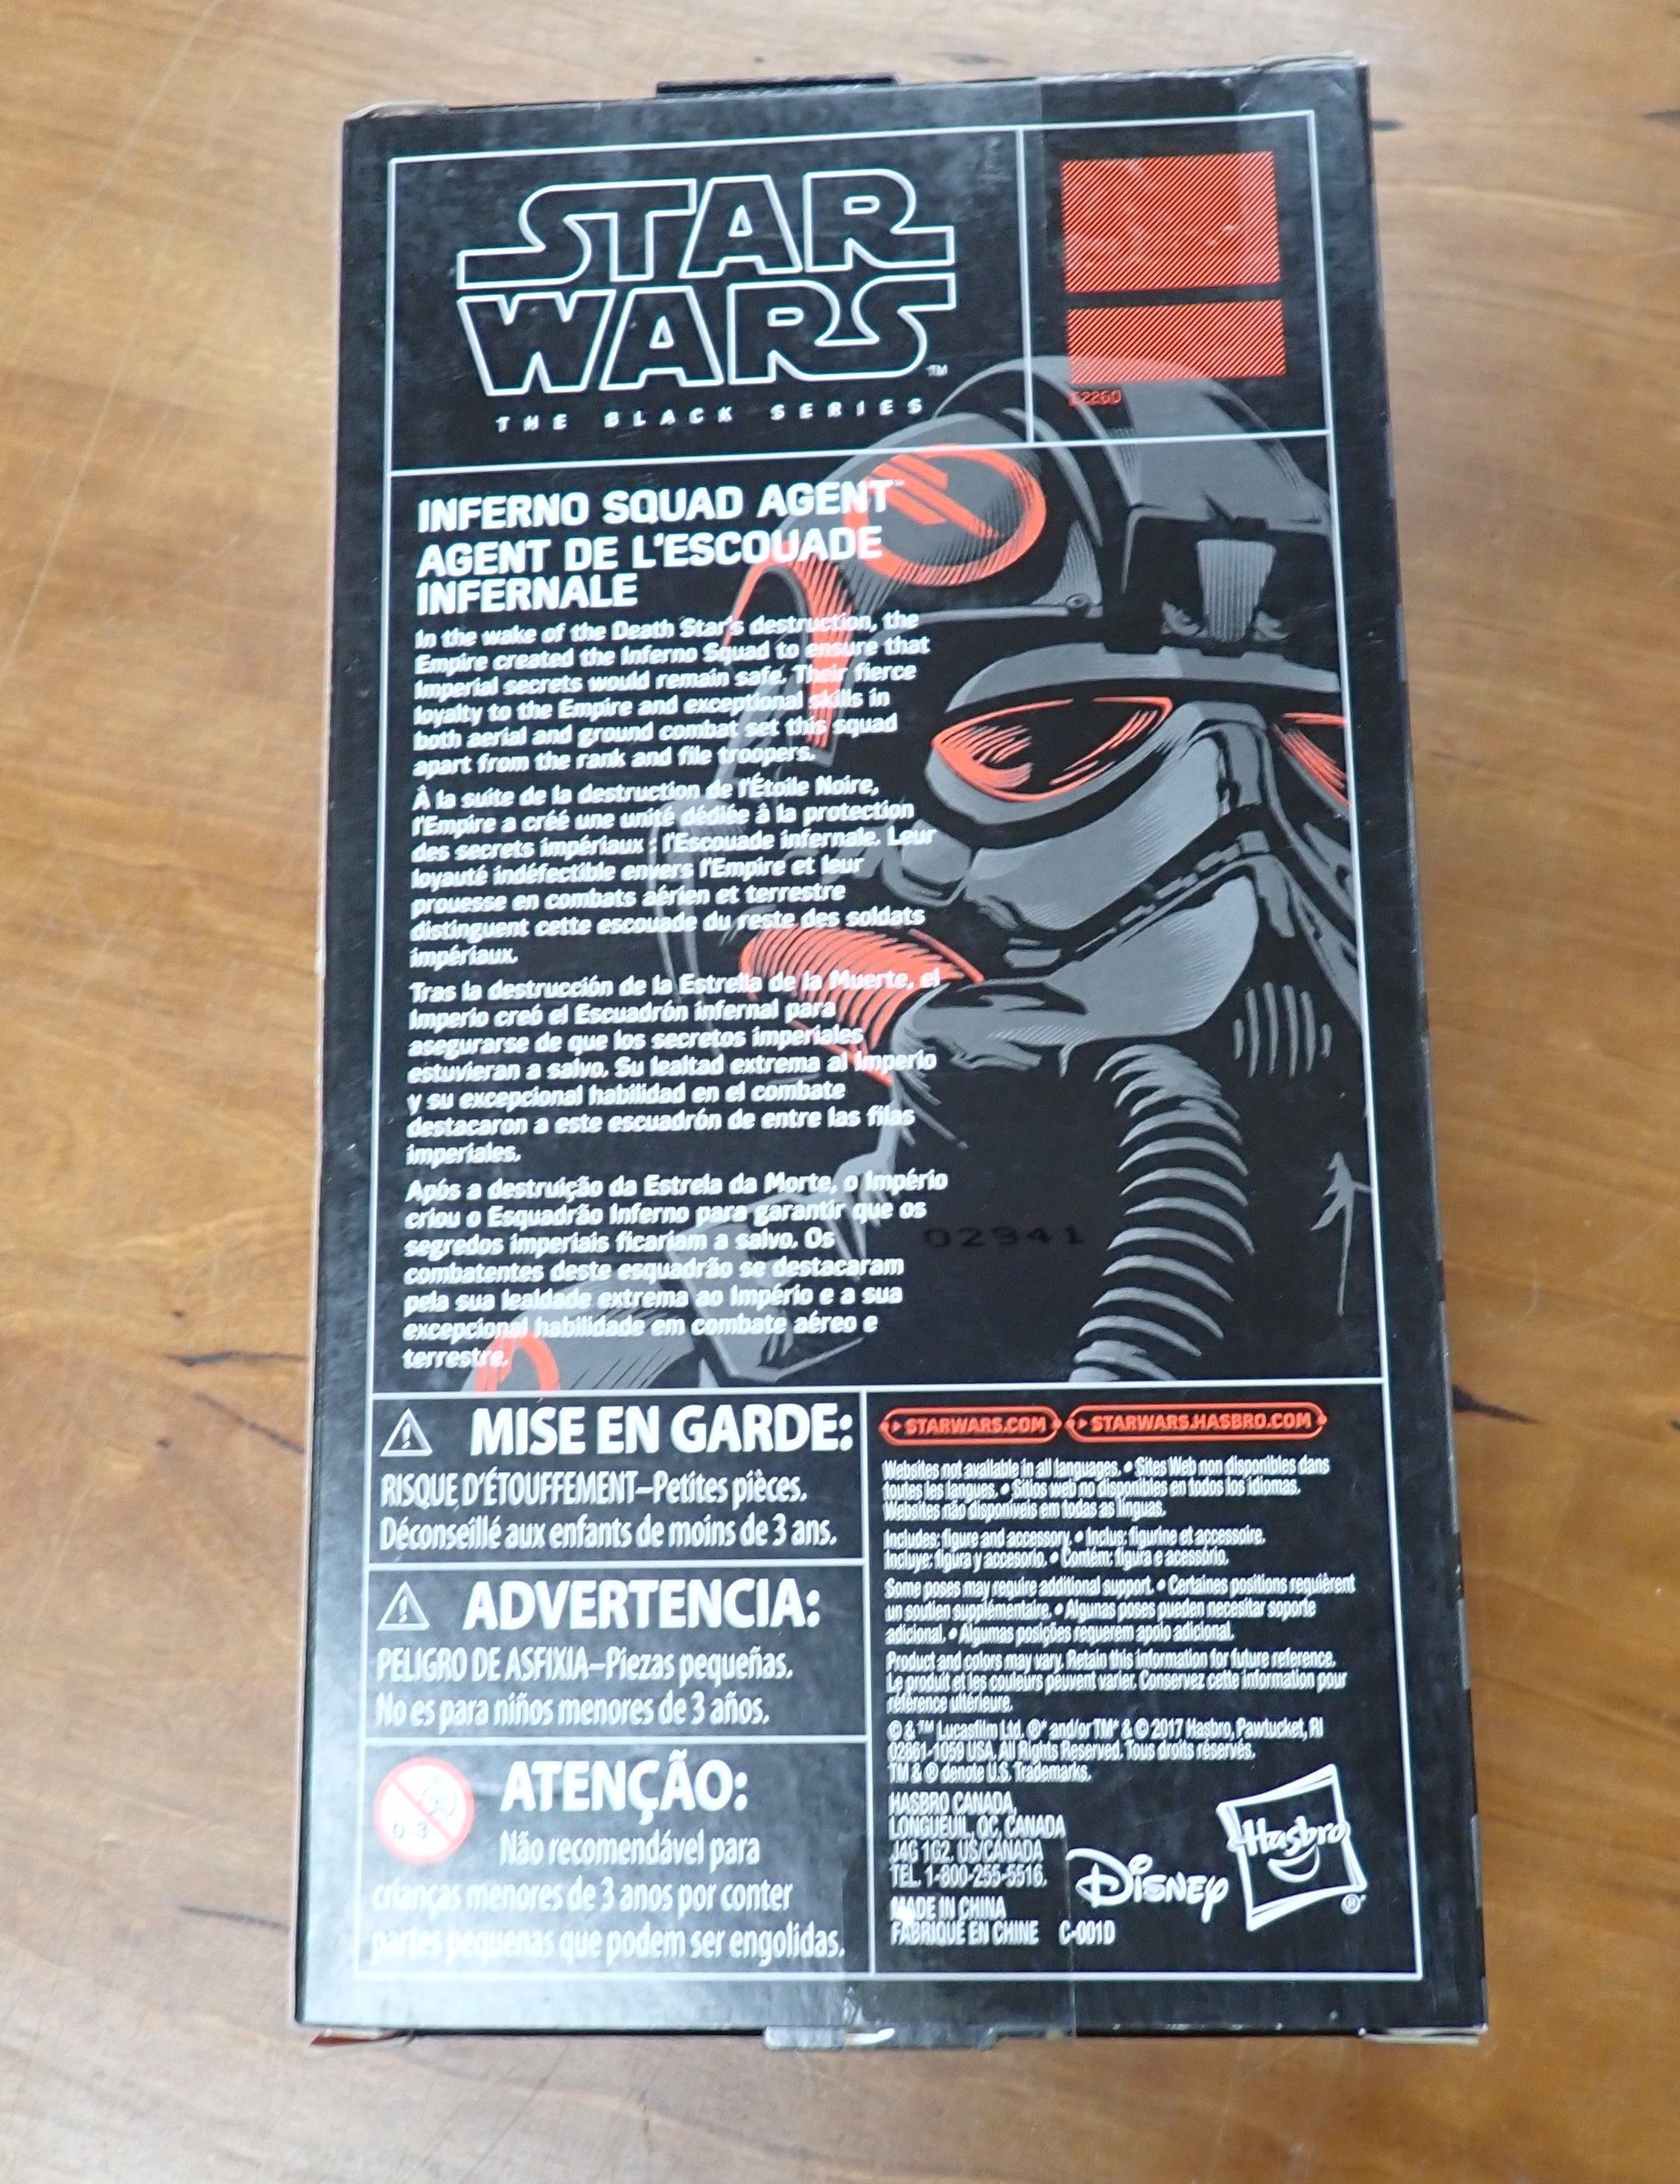 STAR
WARS™
THE BLACK SERIES
E2260
INFERNO SQUAD AGENT™
AGENT DE L'ESCOUADE
INFERNALE
In the wake of the Death Star's destruction, the
Empire created the Inferno Squad to ensure that
Imperial secrets would remain safe. Their fierce
loyalty to the Empire and exceptional skills in
both aerial and ground combat set this squad
apart from the rank and file troopers.
À la suite de la destruction de l'Étoile Noire,
l'Empire a créé une unité dédiée à la protection
des secrets impériaux : l'Escouade infernale. Leur
loyauté indéfectible envers l'Empire et leur
prouesse en combats aérien et terrestre
distinguent cette escouade du reste des soldats
impériaux.
Tras la destrucción de la Estrella de la Muerte, el
Imperio creó el Escuadrón infernal para
asegurarse de que los secretos imperiales
estuvieran a salvo. Su lealtad extrema al Imperio
y su excepcional habilidad en el combate
destacaron a este escuadrón de entre las filas
imperiales.
Após a destruição da Estrela da Morte, o Império
criou o Esquadrão Inferno para garantir que os
segredos imperiais ficariam a salvo. Os
combatentes deste esquadrão se destacaram
pela sua lealdade extrema ao Império e a sua
excepcional habilidade em combate aéreo e
terrestre.
02941
MISE EN GARDE:
RISQUE D'ÉTOUFFEMENT–Petites pièces.
Déconseillé aux enfants de moins de 3 ans.
ADVERTENCIA:
PELIGRO DE ASFIXIA–Piezas pequeñas.
No es para niños menores de 3 años.
0-3
ATENÇÃO:
Não recomendável para
crianças menores de 3 anos por conter
partes pequenas que podem ser engolidas.
STARWARS.COM STARWARS.HASBRO.COM
Websites not available in all languages. • Sites Web non disponibles dans
toutes les langues. • Sitios web no disponibles en todos los idiomas.
Websites não disponíveis em todas as línguas.
Includes: figure and accessory. • Inclus: figurine et accessoire.
Incluye: figura y accesorio. • Contém: figura e acessório.
Some poses may require additional support. • Certaines positions requièrent
un soutien supplémentaire. • Algunas poses pueden necesitar soporte
adicional. • Algumas posições requerem apoio adicional.
Product and colors may vary. Retain this information for future reference.
Le produit et les couleurs peuvent varier. Conservez cette information pour
référence ultérieure.
© & ™ Lucasfilm Ltd. ®* and/or TM* & © 2017 Hasbro, Pawtucket, RI
02861-1059 USA. All Rights Reserved. Tous droits réservés.
TM & ® denote U.S. Trademarks.
HASBRO CANADA,
LONGUEUIL, QC, CANADA
J4G 1G2. US/CANADA
TEL. 1-800-255-5516.
MADE IN CHINA
FABRIQUÉ EN CHINE C-001D
Disney
Hasbro®